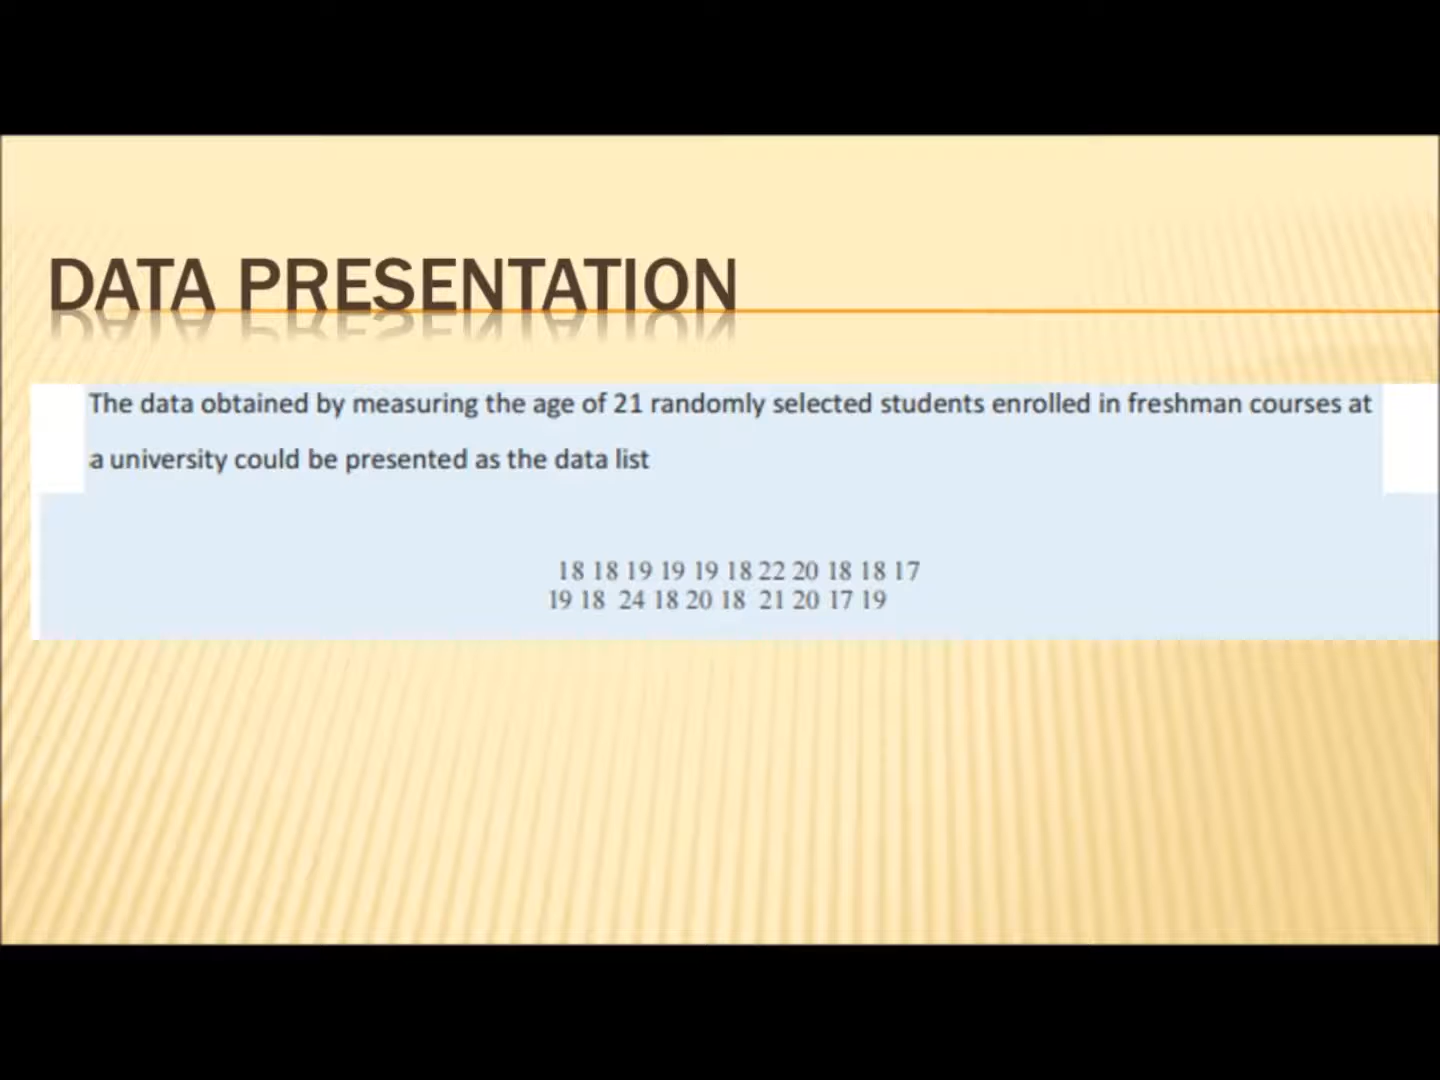 DATA PRESENTATION
The data obtained by measuring the age of 21 randomly selected students enrolled in freshman courses at
a university could be presented as the data list
18 18 19 19 19 18 22 20 18 18 17
19 18 24 18 20 18 21 20 17 19